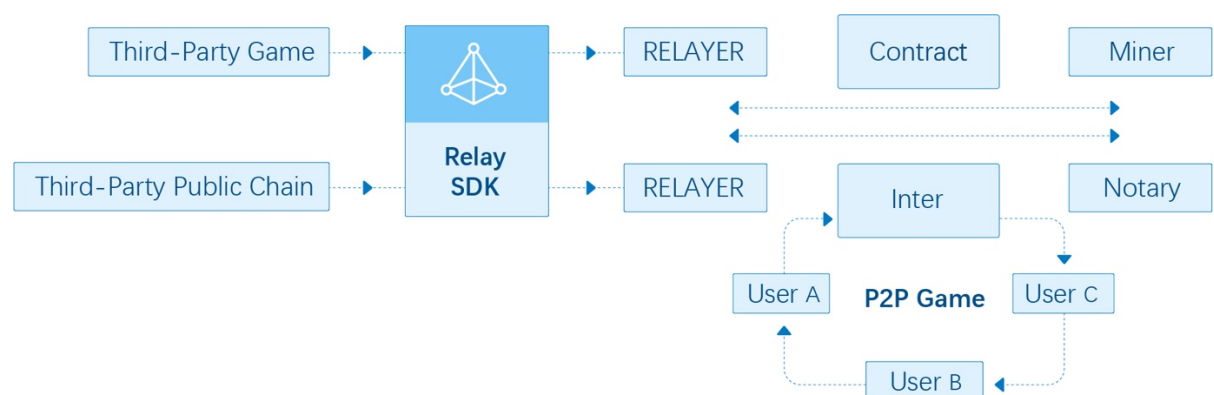 Third-Party Game
RELAYER
Contract
Miner
Relay
SDK
Third-Party Public Chain
RELAYER
Inter
Notary
User A
P2P Game
User C
User B